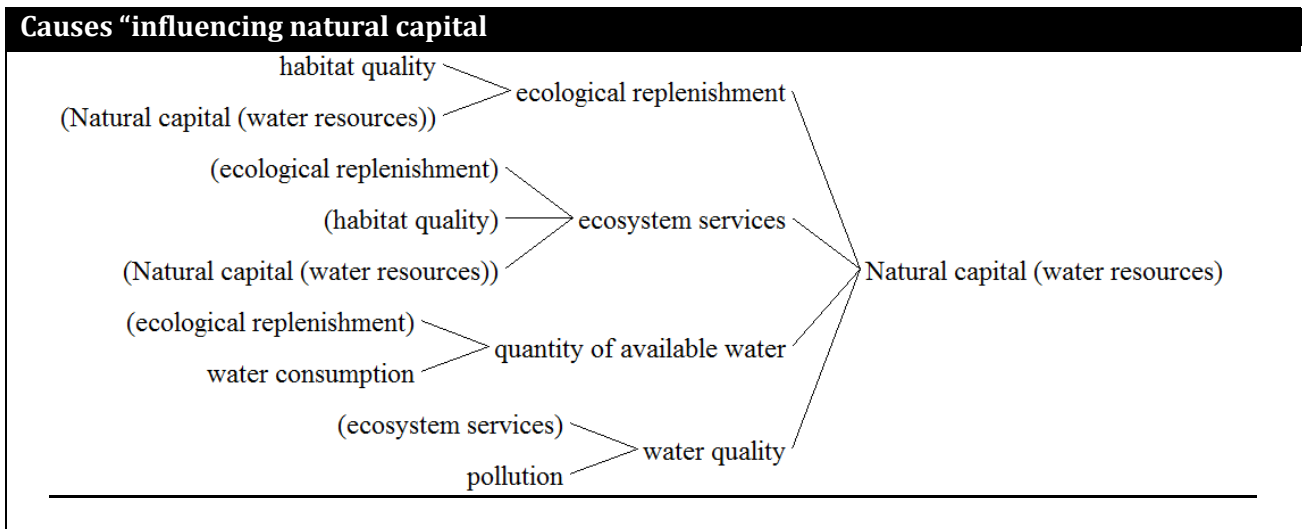 Causes “influencing natural capital
habitat quality
ecological replenishment
(Natural capital (water resources))
(ecological replenishment)
(habitat quality)
ecosystem services
(Natural capital (water resources))
Natural capital (water resources)
(ecological replenishment)
quantity of available water
water consumption
(ecosystem services)
water quality
pollution